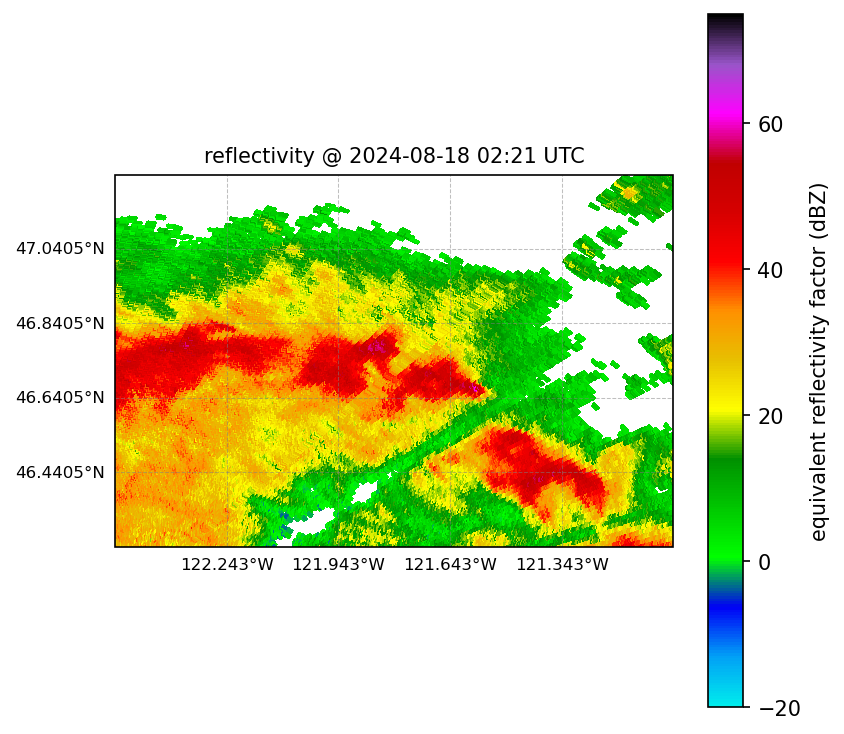 reflectivity @ 2024-08-18 02:21 UTC
47.0405°N
46.8405°N
46.6405°N
46.4405°N
122.243°W 121.943°W 121.643°W 121.343°W
60
40
20
0
−20
equivalent reflectivity factor (dBZ)